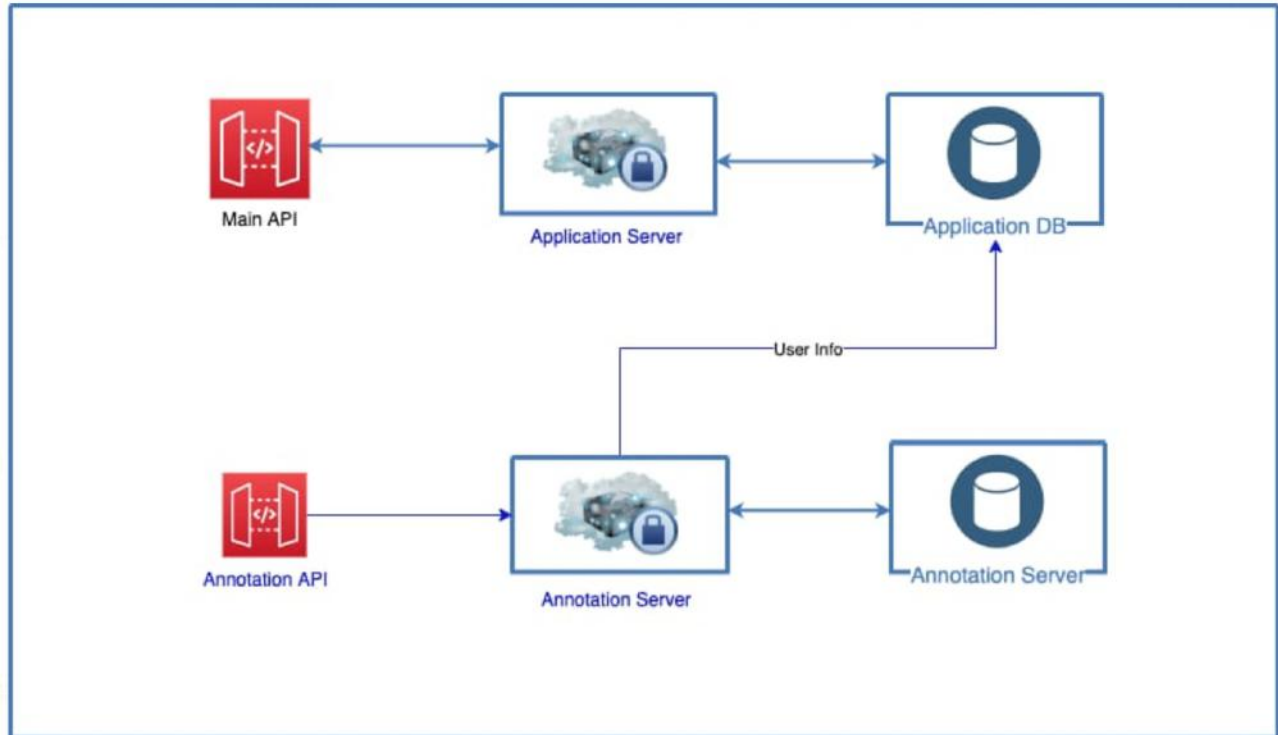 Main API
Application Server
Application DB
User Info
Annotation API
Annotation Server
Annotation Server